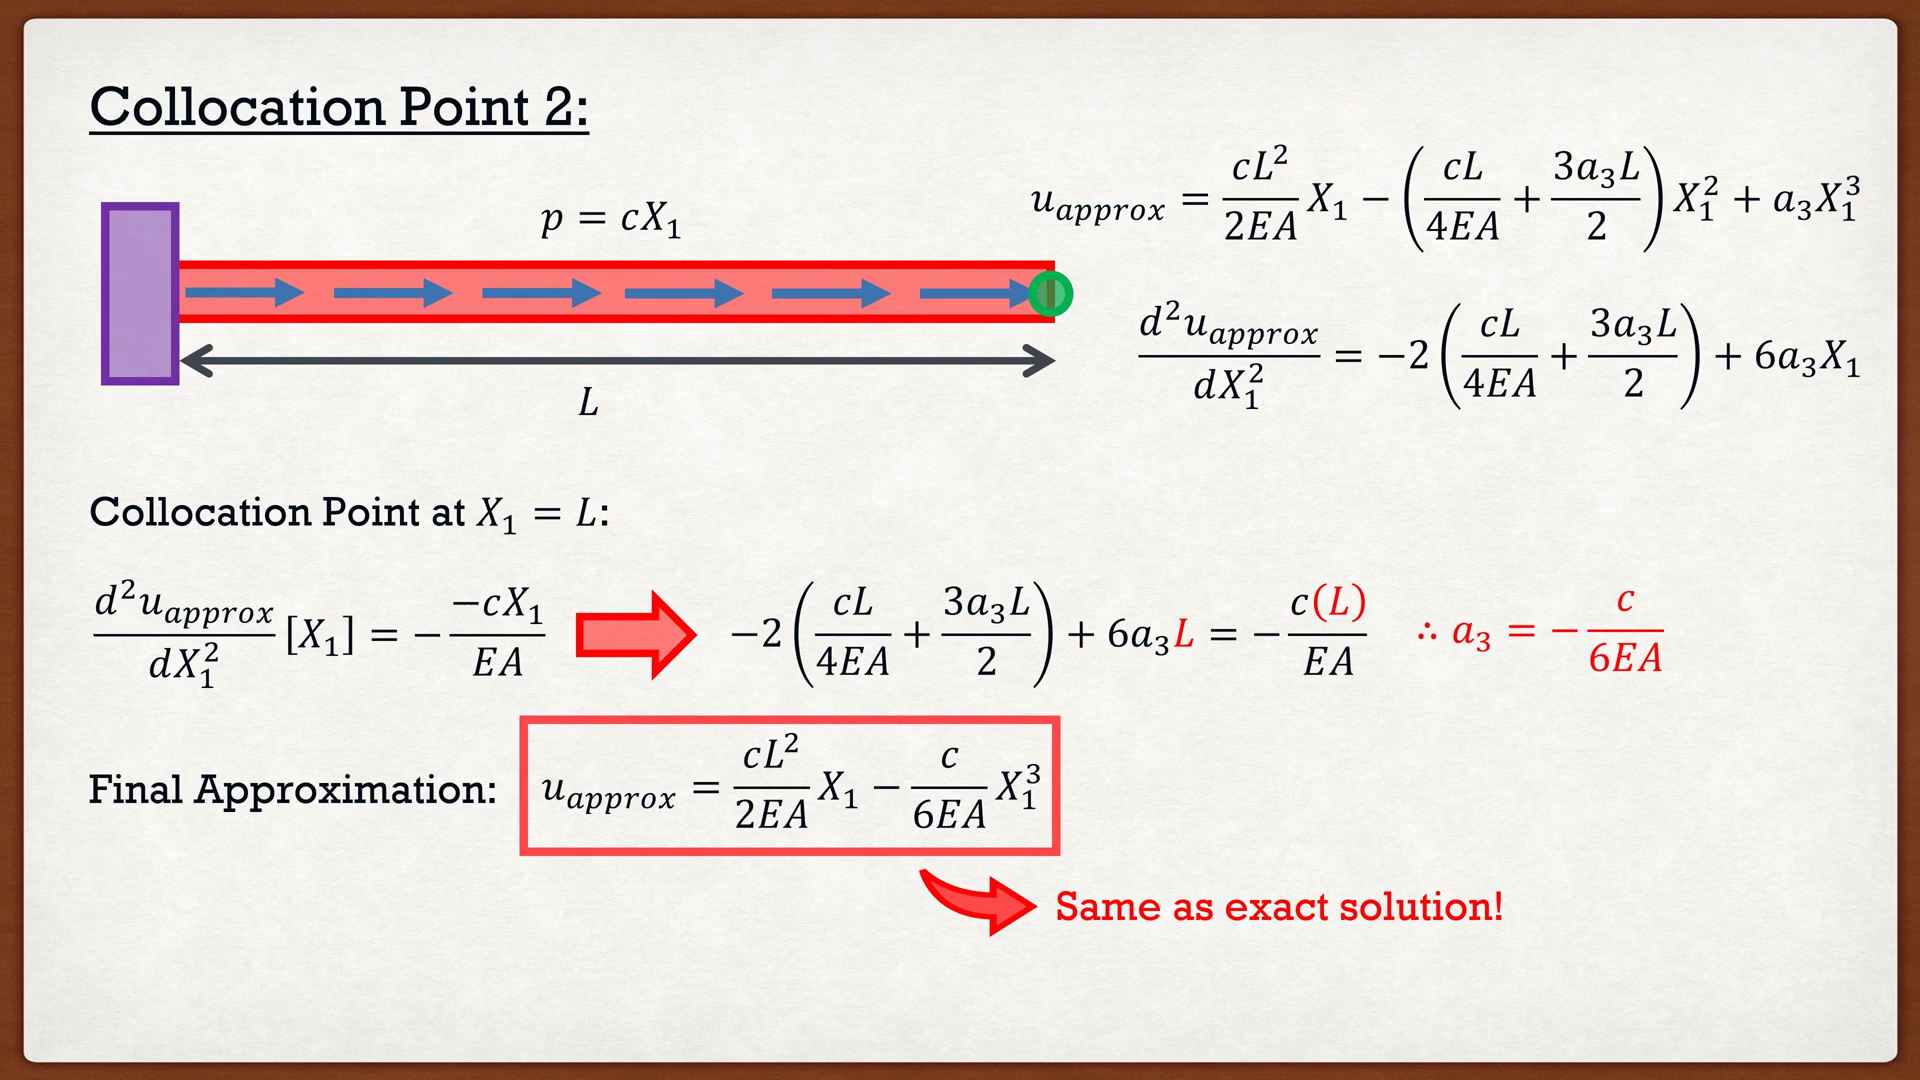 Collocation Point 2:
p = cX₁
L
u_approx = cL²/2EA X₁ − (cL/4EA + 3a₃L/2) X₁² + a₃X₁³
d²u_approx/dX₁² = −2 (cL/4EA + 3a₃L/2) + 6a₃X₁
Collocation Point at X₁ = L:
d²u_approx/dX₁² [X₁] = − −cX₁/EA
−2 (cL/4EA + 3a₃L/2) + 6a₃L = − c(L)/EA ∴ a₃ = − c/6EA
Final Approximation: u_approx = cL²/2EA X₁ − c/6EA X₁³
Same as exact solution!